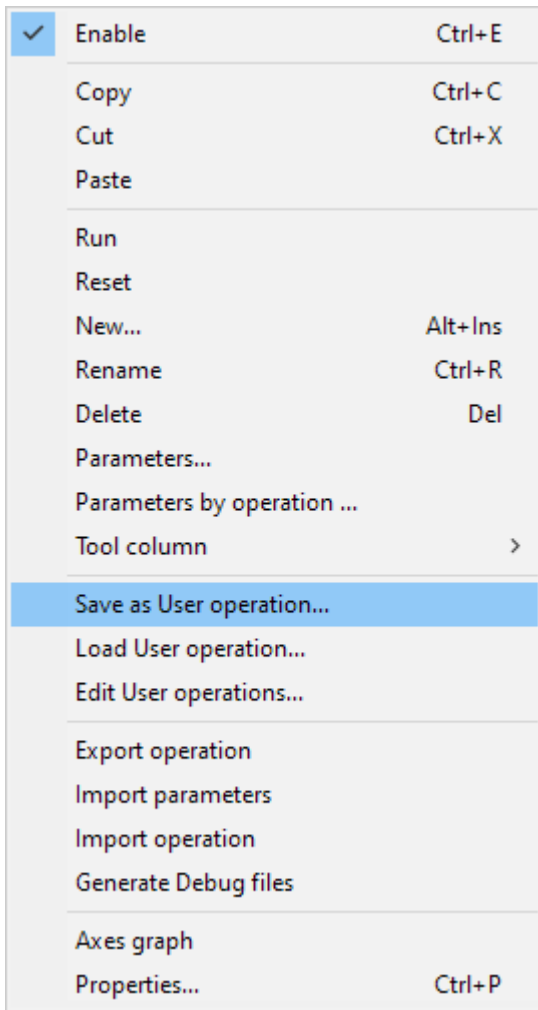 Enable Ctrl+E
Copy Ctrl+C
Cut Ctrl+X
Paste
Run
Reset
New... Alt+Ins
Rename Ctrl+R
Delete Del
Parameters...
Parameters by operation ...
Tool column
Save as User operation...
Load User operation...
Edit User operations...
Export operation
Import parameters
Import operation
Generate Debug files
Axes graph
Properties... Ctrl+P